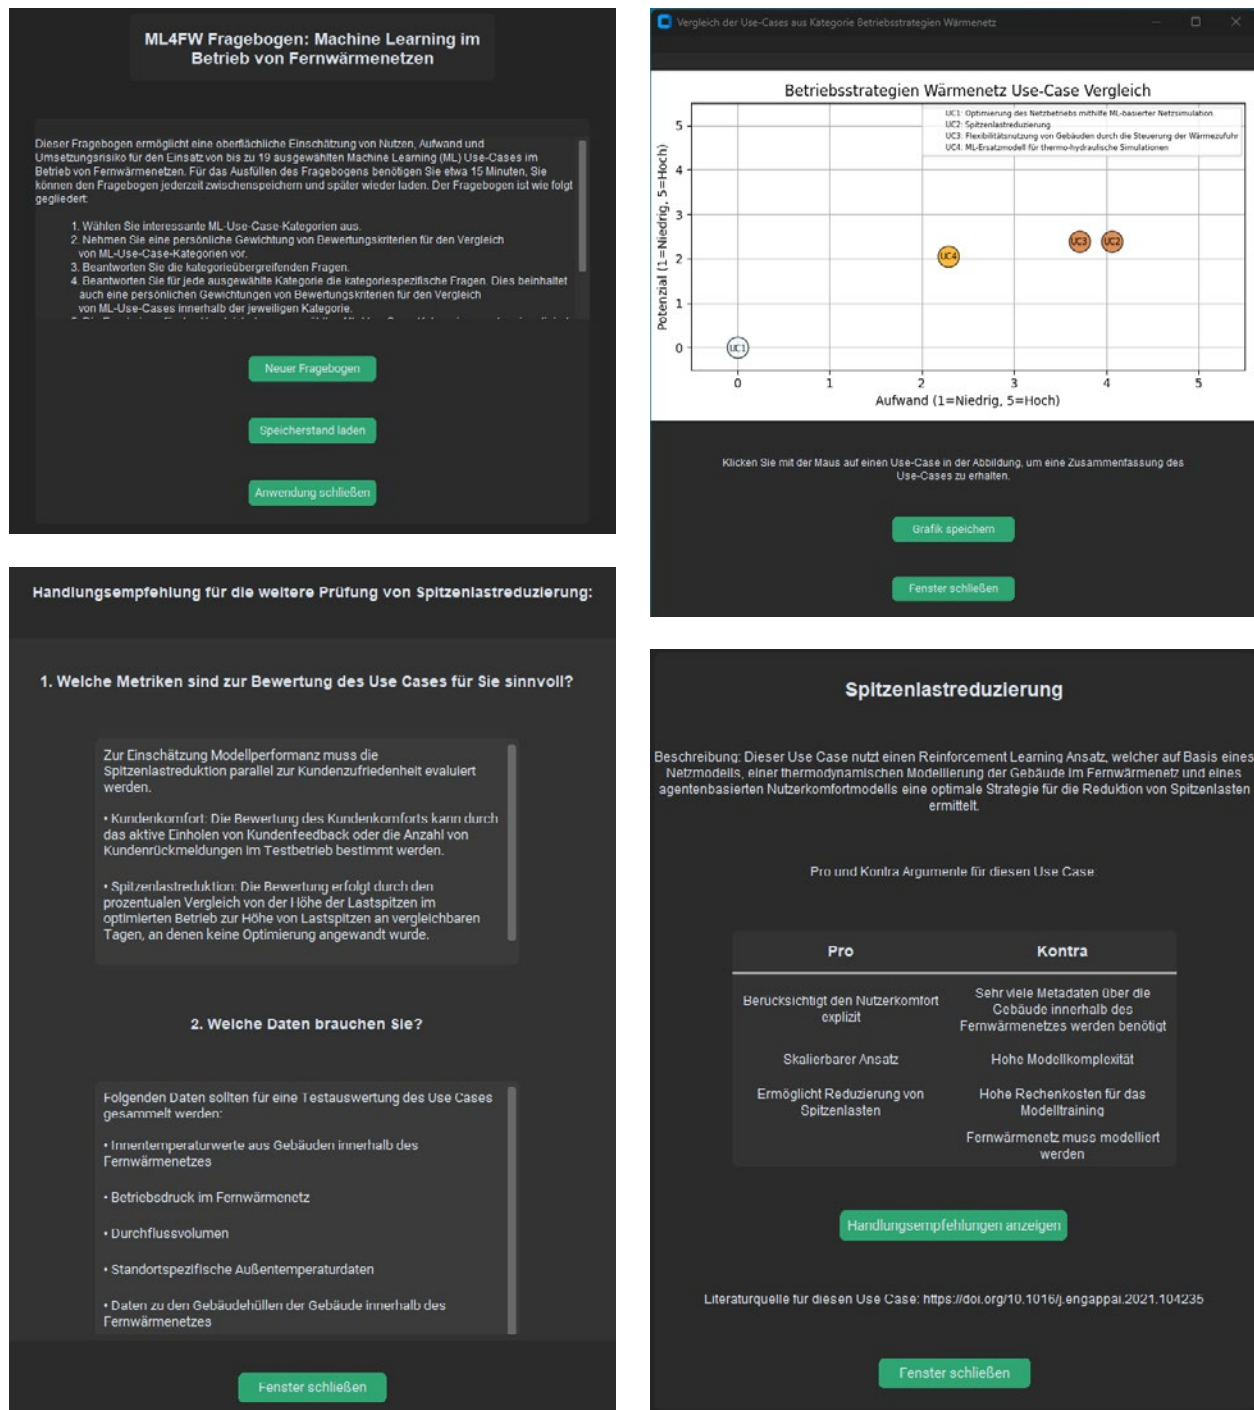 ML4FW Fragebogen: Machine Learning im
Betrieb von Fernwärmenetzen
Dieser Fragebogen ermöglicht eine oberflächliche Einschätzung von Nutzen, Aufwand und
Umsetzungsrisiko für den Einsatz von bis zu 19 ausgewählten Machine Learning (ML) Use-Cases im
Betrieb von Fernwärmenetzen. Für das Ausfüllen des Fragebogens benötigen Sie etwa 15 Minuten, Sie
können den Fragebogen jederzeit zwischenspeichern und später wieder laden. Der Fragebogen ist wie folgt
gegliedert:
1. Wählen Sie interessante ML-Use-Case-Kategorien aus.
2. Nehmen Sie eine persönliche Gewichtung von Bewertungskriterien für den Vergleich
von ML-Use-Case-Kategorien vor.
3. Beantworten Sie die kategorieübergreifenden Fragen.
4. Beantworten Sie für jede ausgewählte Kategorie die kategoriespezifische Fragen. Dies beinhaltet
auch eine persönlichen Gewichtungen von Bewertungskriterien für den Vergleich
von ML-Use-Cases innerhalb der jeweiligen Kategorie.
Neuer Fragebogen
Speicherstand laden
Anwendung schließen
Vergleich der Use-Cases aus Kategorie Betriebsstrategien Wärmenetz
Betriebsstrategien Wärmenetz Use-Case Vergleich
UC1: Optimierung des Netzbetriebs mithilfe ML-basierter Netzsimulation
UC2: Spitzenlastreduzierung
UC3: Flexibilitätsnutzung von Gebäuden durch die Steuerung der Wärmezufuhr
UC4: ML-Ersatzmodell für thermo-hydraulische Simulationen
Potenzial (1=Niedrig, 5=Hoch)
5
4
3
2
1
0
UC3
UC2
UC4
UC1
0 1 2 3 4 5
Aufwand (1=Niedrig, 5=Hoch)
Klicken Sie mit der Maus auf einen Use-Case in der Abbildung, um eine Zusammenfassung des
Use-Cases zu erhalten.
Grafik speichern
Fenster schließen
Handlungsempfehlung für die weitere Prüfung von Spitzenlastreduzierung:
1. Welche Metriken sind zur Bewertung des Use Cases für Sie sinnvoll?
Zur Einschätzung Modellperformanz muss die
Spitzenlastreduktion parallel zur Kundenzufriedenheit evaluiert
werden.
• Kundenkomfort: Die Bewertung des Kundenkomforts kann durch
das aktive Einholen von Kundenfeedback oder die Anzahl von
Kundenrückmeldungen im Testbetrieb bestimmt werden.
• Spitzenlastreduktion: Die Bewertung erfolgt durch den
prozentualen Vergleich von der Höhe der Lastspitzen im
optimierten Betrieb zur Höhe von Lastspitzen an vergleichbaren
Tagen, an denen keine Optimierung angewandt wurde.
2. Welche Daten brauchen Sie?
Folgenden Daten sollten für eine Testauswertung des Use Cases
gesammelt werden:
• Innentemperaturwerte aus Gebäuden innerhalb des
Fernwärmenetzes
• Betriebsdruck im Fernwärmenetz
• Durchflussvolumen
• Standortspezifische Außentemperaturdaten
• Daten zu den Gebäudehüllen der Gebäude innerhalb des
Fernwärmenetzes
Fenster schließen
Spitzenlastreduzierung
Beschreibung: Dieser Use Case nutzt einen Reinforcement Learning Ansatz, welcher auf Basis eines
Netzmodells, einer thermodynamischen Modellierung der Gebäude im Fernwärmenetz und eines
agentenbasierten Nutzerkomfortmodells eine optimale Strategie für die Reduktion von Spitzenlasten
ermittelt.
Pro und Kontra Argumente für diesen Use Case:
Pro Kontra
Berücksichtigt den Nutzerkomfort
explizit
Sehr viele Metadaten über die
Gebäude innerhalb des
Fernwärmenetzes werden benötigt
Skalierbarer Ansatz
Hohe Modellkomplexität
Ermöglicht Reduzierung von
Spitzenlasten
Hohe Rechenkosten für das
Modelltraining
Fernwärmenetz muss modelliert
werden
Handlungsempfehlungen anzeigen
Literaturquelle für diesen Use Case: https://doi.org/10.1016/j.engappai.2021.104235
Fenster schließen